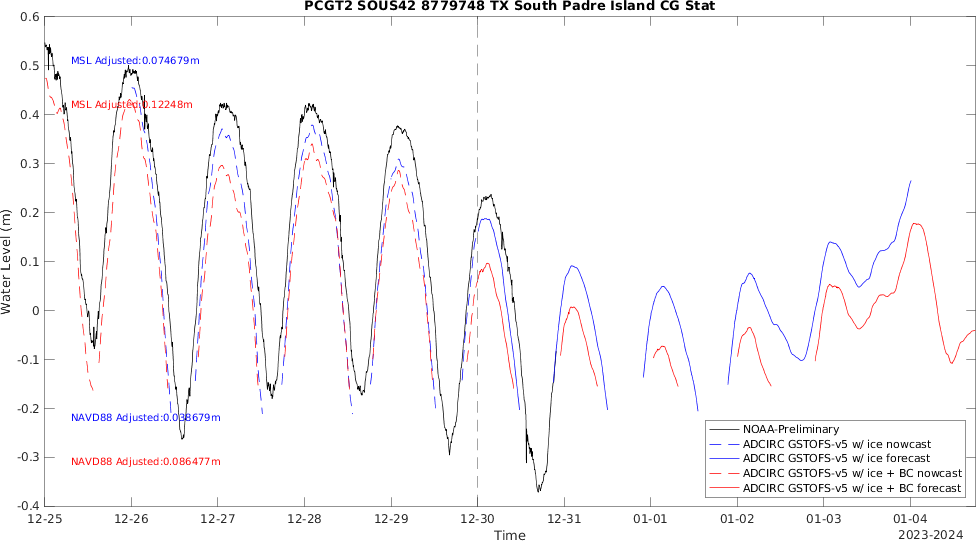 PCGT2 SOUS42 8779748 TX South Padre Island CG Stat
0.6
0.5
0.4
0.3
0.2
0.1
0
-0.1
-0.2
-0.3
-0.4
Water Level (m)
MSL Adjusted:0.074679m
MSL Adjusted:0.12248m
NAVD88 Adjusted:0.038679m
NAVD88 Adjusted:0.086477m
NOAA-Preliminary
ADCIRC GSTOFS-v5 w/ ice nowcast
ADCIRC GSTOFS-v5 w/ ice forecast
ADCIRC GSTOFS-v5 w/ ice + BC nowcast
ADCIRC GSTOFS-v5 w/ ice + BC forecast
12-25 12-26 12-27 12-28 12-29 12-30 12-31 01-01 01-02 01-03 01-04
Time
2023-2024